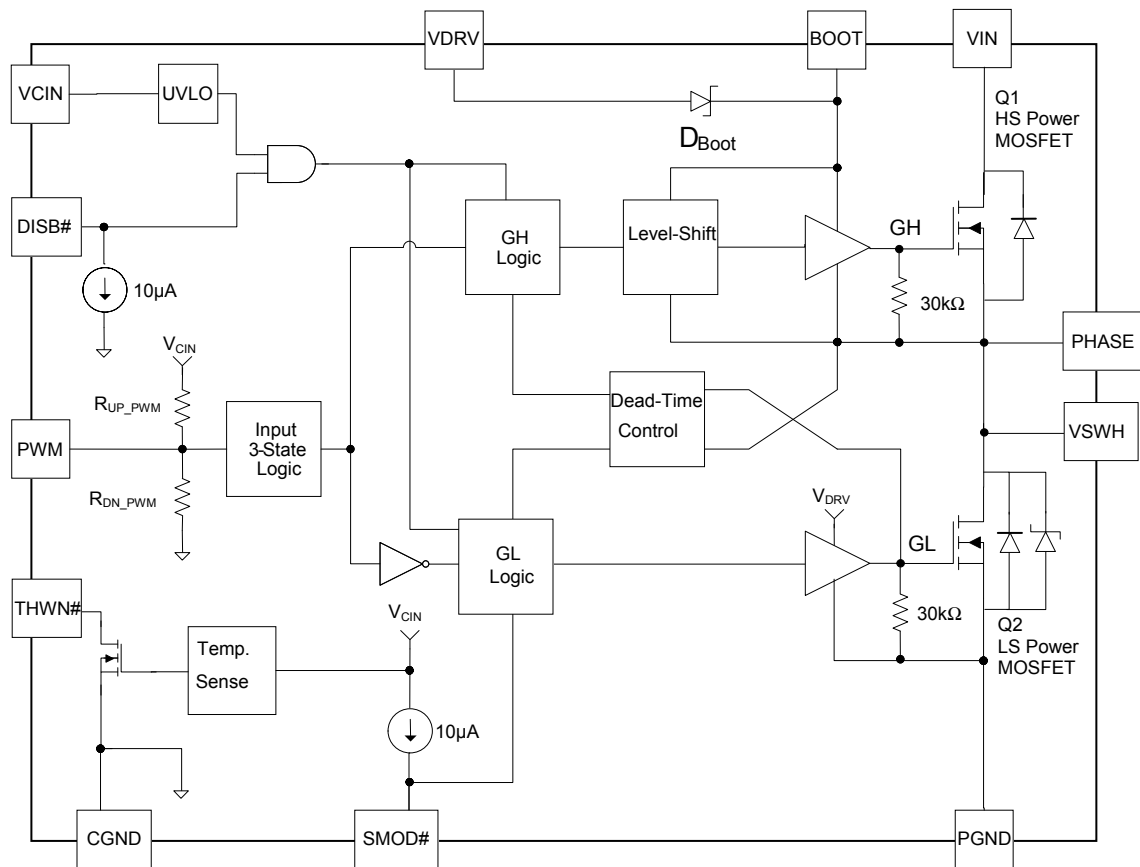 VDRV
BOOT
VIN
VCIN
UVLO
Q1
HS Power
MOSFET
DBoot
DISB#
GH
Logic
Level-Shift
GH
10µA
30kΩ
VCIN
PHASE
RUP_PWM
Dead-Time
Control
PWM
Input
3-State
Logic
VSWH
RDN_PWM
VDRV
GL
Logic
GL
THWN#
VCIN
30kΩ
Q2
LS Power
MOSFET
Temp.
Sense
10µA
CGND
SMOD#
PGND